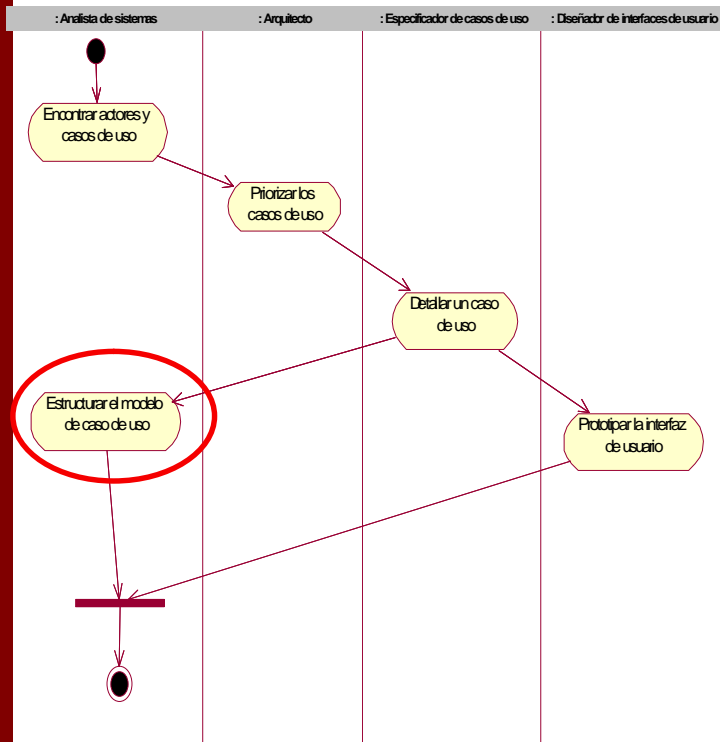 : Analista de sistemas
: Arquitecto
: Especificador de casos de uso
: Diseñador de interfaces de usuario
Encontrar actores y
casos de uso
Priorizar los
casos de uso
Detallar un caso
de uso
Estructurar el modelo
de caso de uso
Prototipar la interfaz
de usuario